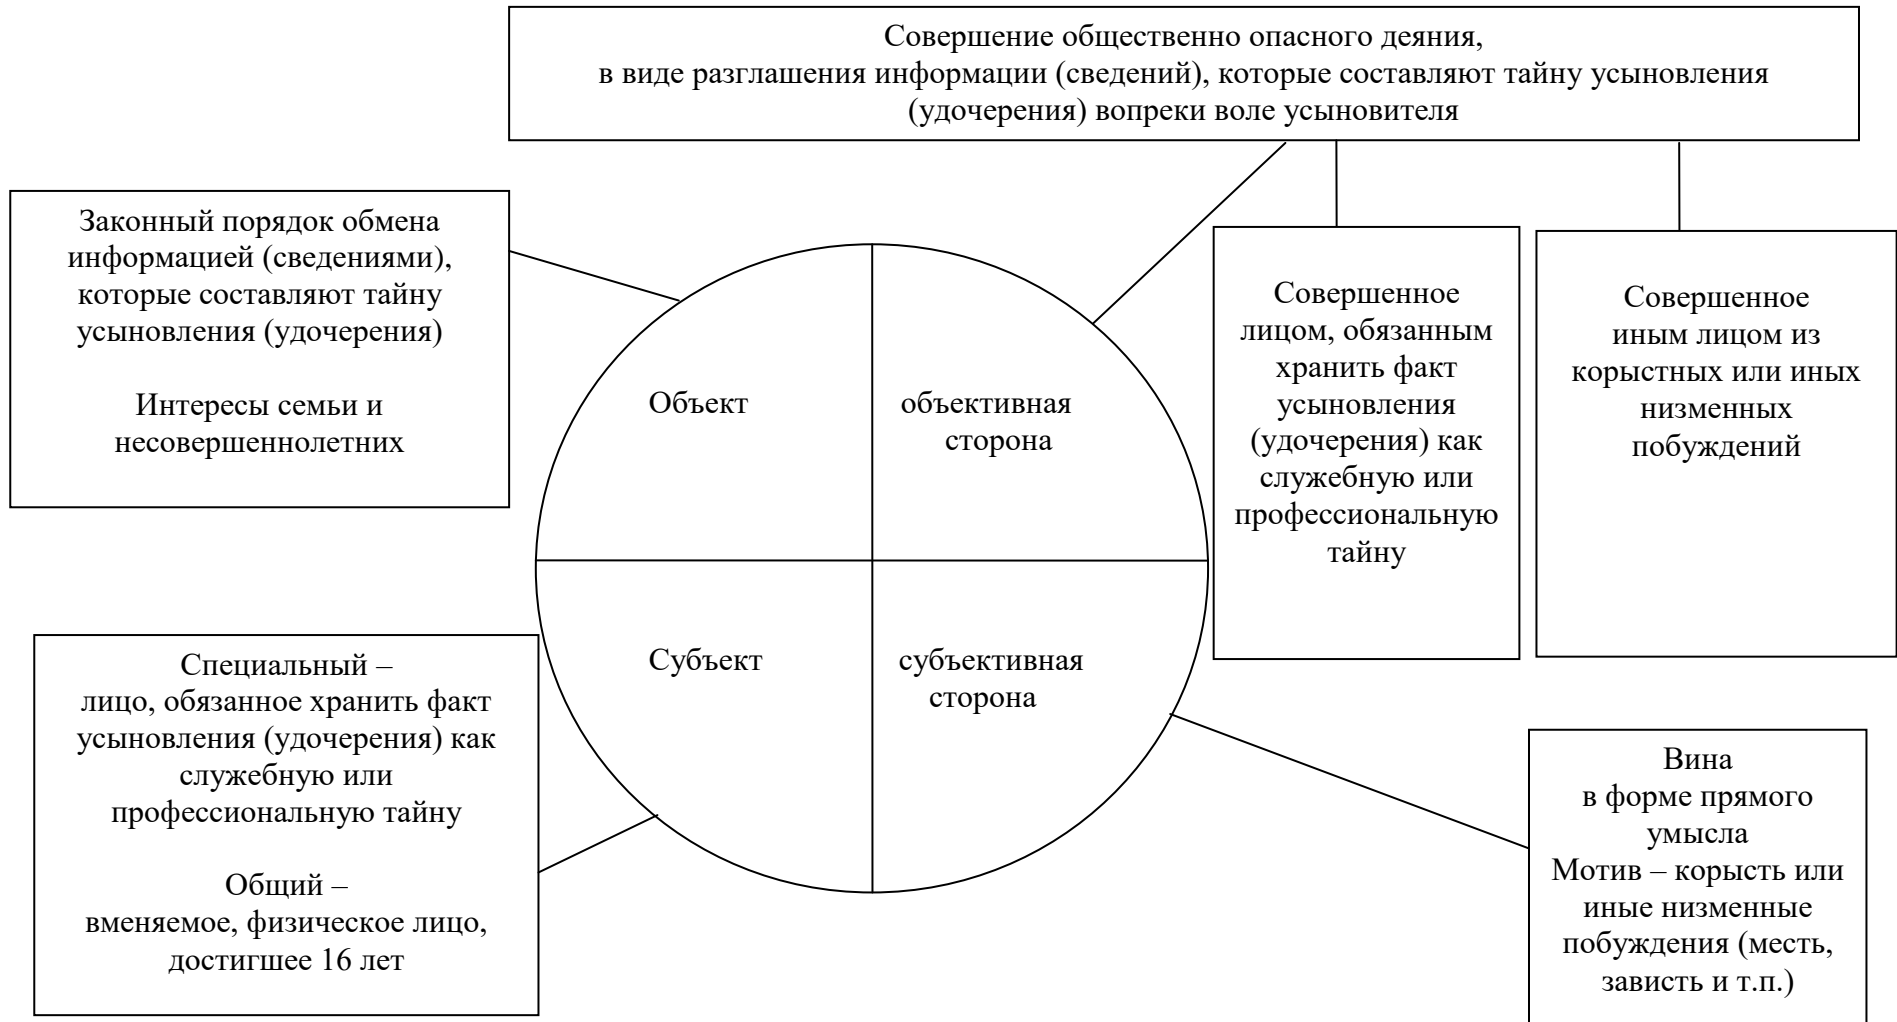 Совершение общественно опасного деяния,
в виде разглашения информации (сведений), которые составляют тайну усыновления
(удочерения) вопреки воле усыновителя
Законный порядок обмена
информацией (сведениями),
которые составляют тайну
усыновления (удочерения)
Интересы семьи и
несовершеннолетних
Объект
объективная
сторона
Совершенное
лицом, обязанным
хранить факт
усыновления
(удочерения) как
служебную или
профессиональную
тайну
Совершенное
иным лицом из
корыстных или иных
низменных
побуждений
Специальный –
лицо, обязанное хранить факт
усыновления (удочерения) как
служебную или
профессиональную тайну
Общий –
вменяемое, физическое лицо,
достигшее 16 лет
Субъект
субъективная
сторона
Вина
в форме прямого
умысла
Мотив – корысть или
иные низменные
побуждения (месть,
зависть и т.п.)